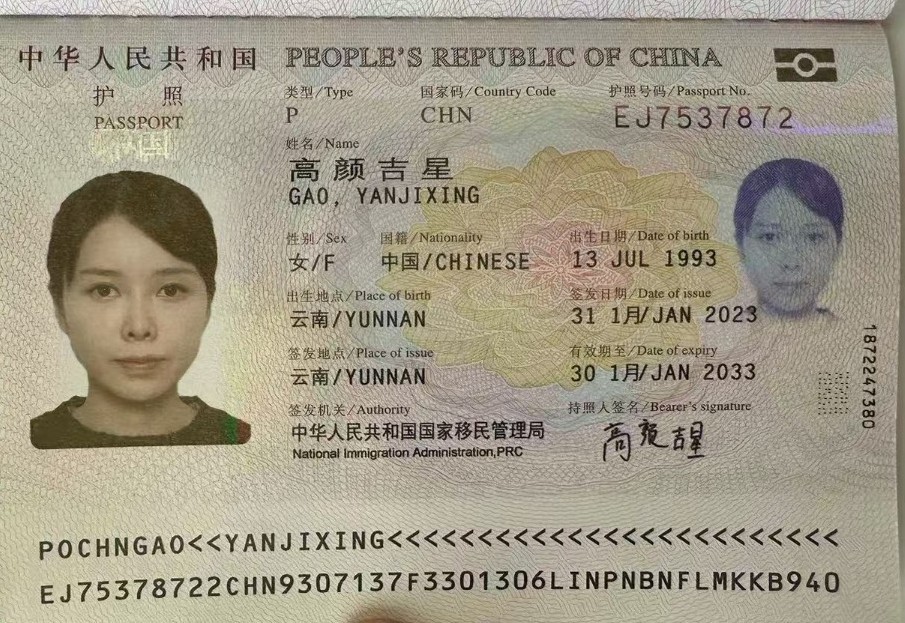 中华人民共和国 PEOPLE'S REPUBLIC OF CHINA
护 照
PASSPORT
类型/Type 国家码/Country Code 护照号码/Passport No.
P CHN EJ7537872
姓名/Name
高颜吉星
GAO, YANJIXING
性别/Sex 国籍/Nationality 出生日期/Date of birth
女/F 中国/CHINESE 13 JUL 1993
出生地点/Place of birth 签发日期/Date of issue
云南/YUNNAN 31 1月/JAN 2023
签发地点/Place of issue 有效期至/Date of expiry
云南/YUNNAN 30 1月/JAN 2033
签发机关/Authority 持照人签名/Bearer's signature
中华人民共和国国家移民管理局 高颜吉星
National Immigration Administration,PRC
1872247380
POCHNGAO<<YANJIXING<<<<<<<<<<<<<<<<<<<<<<<<<
EJ75378722CHN9307137F3301306LINPNBNFLMKKB940